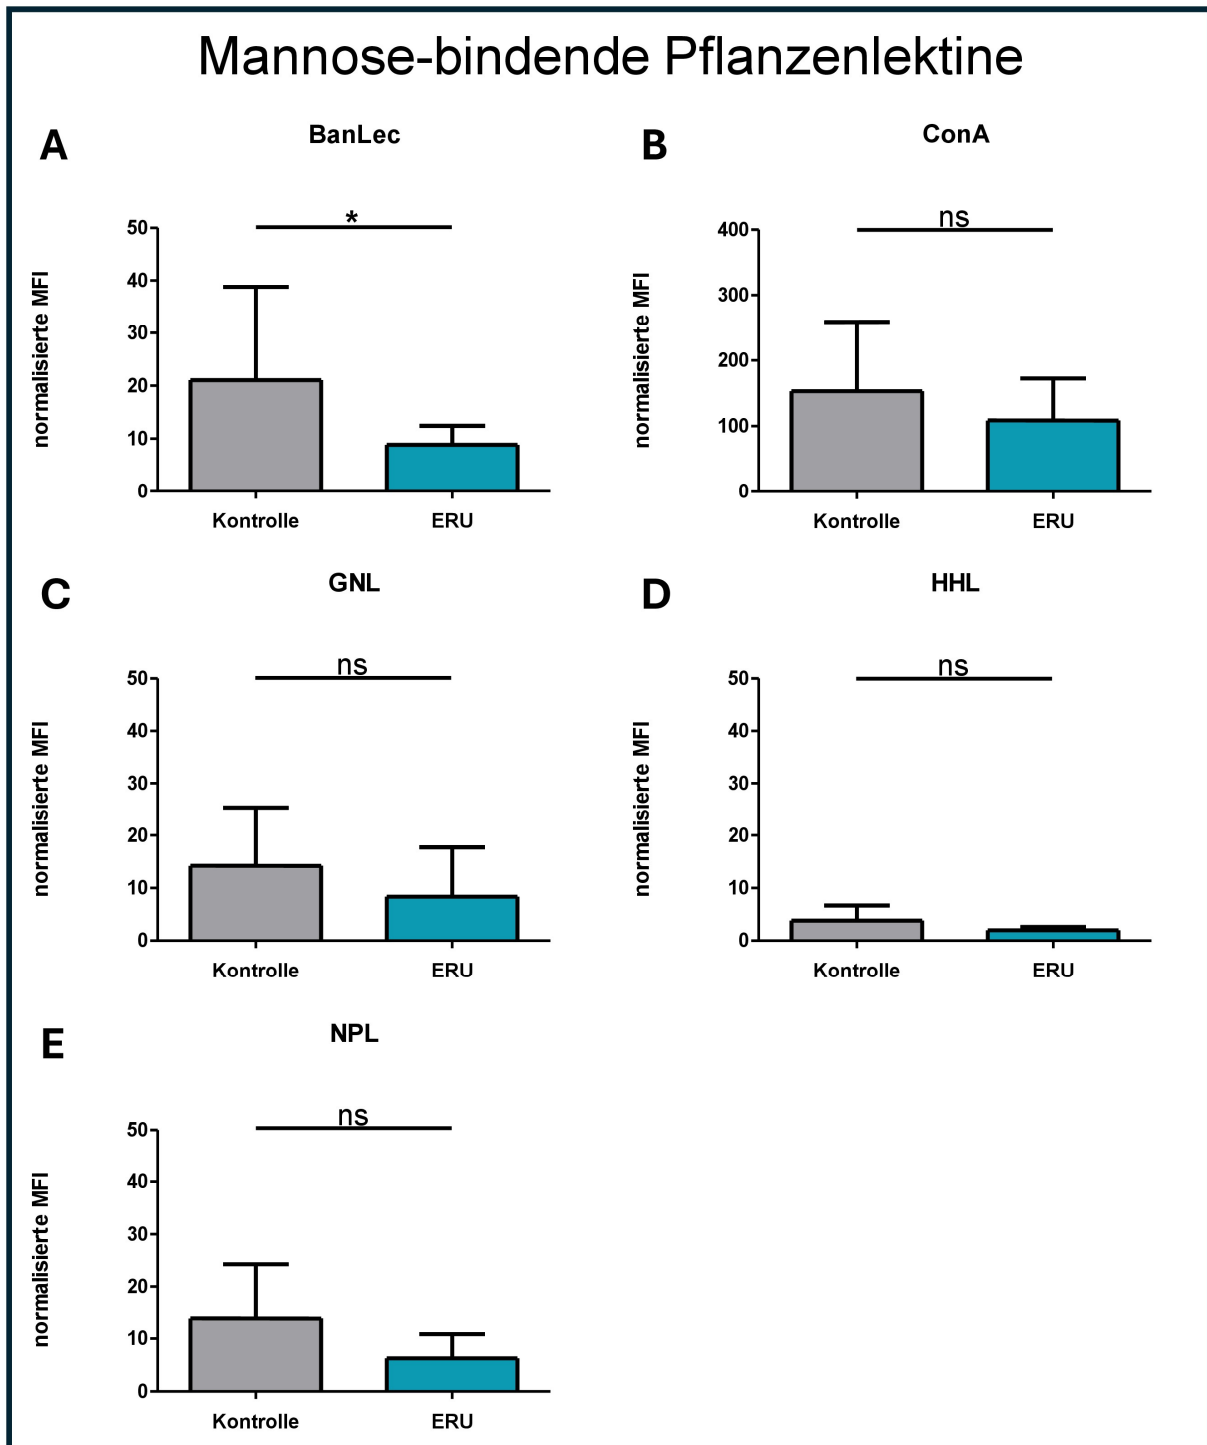 Mannose-bindende Pflanzenlektine
A
BanLec
*
normalisierte MFI
50
40
30
20
10
0
Kontrolle
ERU
B
ConA
ns
normalisierte MFI
400
300
200
100
0
Kontrolle
ERU
C
GNL
ns
normalisierte MFI
50
40
30
20
10
0
Kontrolle
ERU
D
HHL
ns
normalisierte MFI
50
40
30
20
10
0
Kontrolle
ERU
E
NPL
ns
normalisierte MFI
50
40
30
20
10
0
Kontrolle
ERU